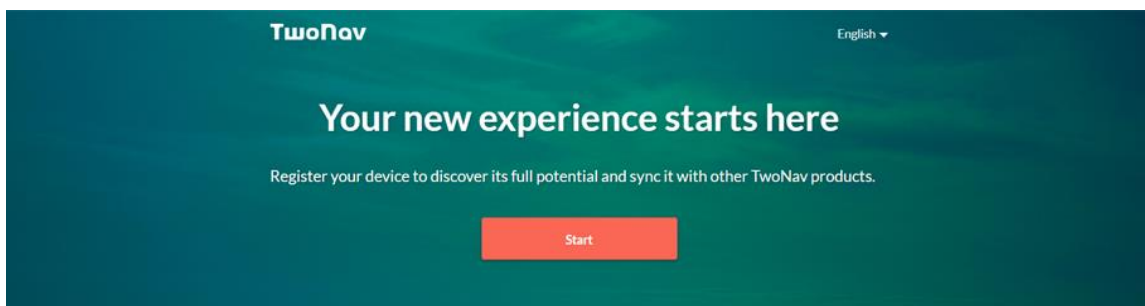 TwoNav
English
Your new experience starts here
Register your device to discover its full potential and sync it with other TwoNav products.
Start